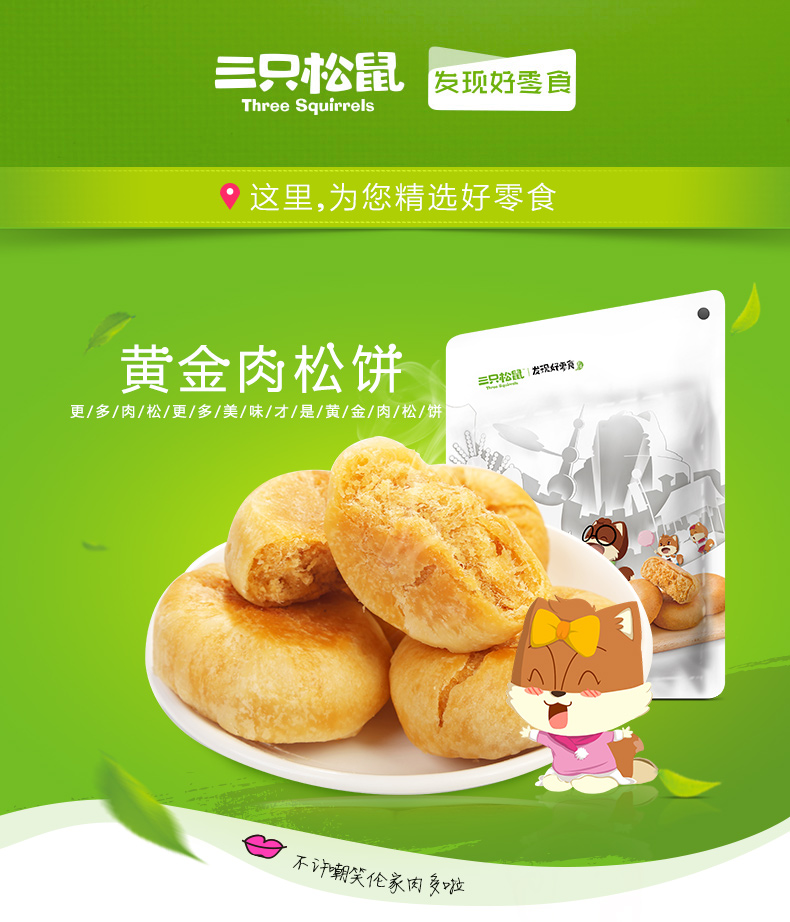 三只松鼠
Three Squirrels
发现好零食
这里,为您精选好零食
黄金肉松饼
更/多/肉/松/更/多/美/味/才/是/黄/金/肉/松/饼
三只松鼠
Three Squirrels
发现好零食
不许嘲笑伦家肉多啦